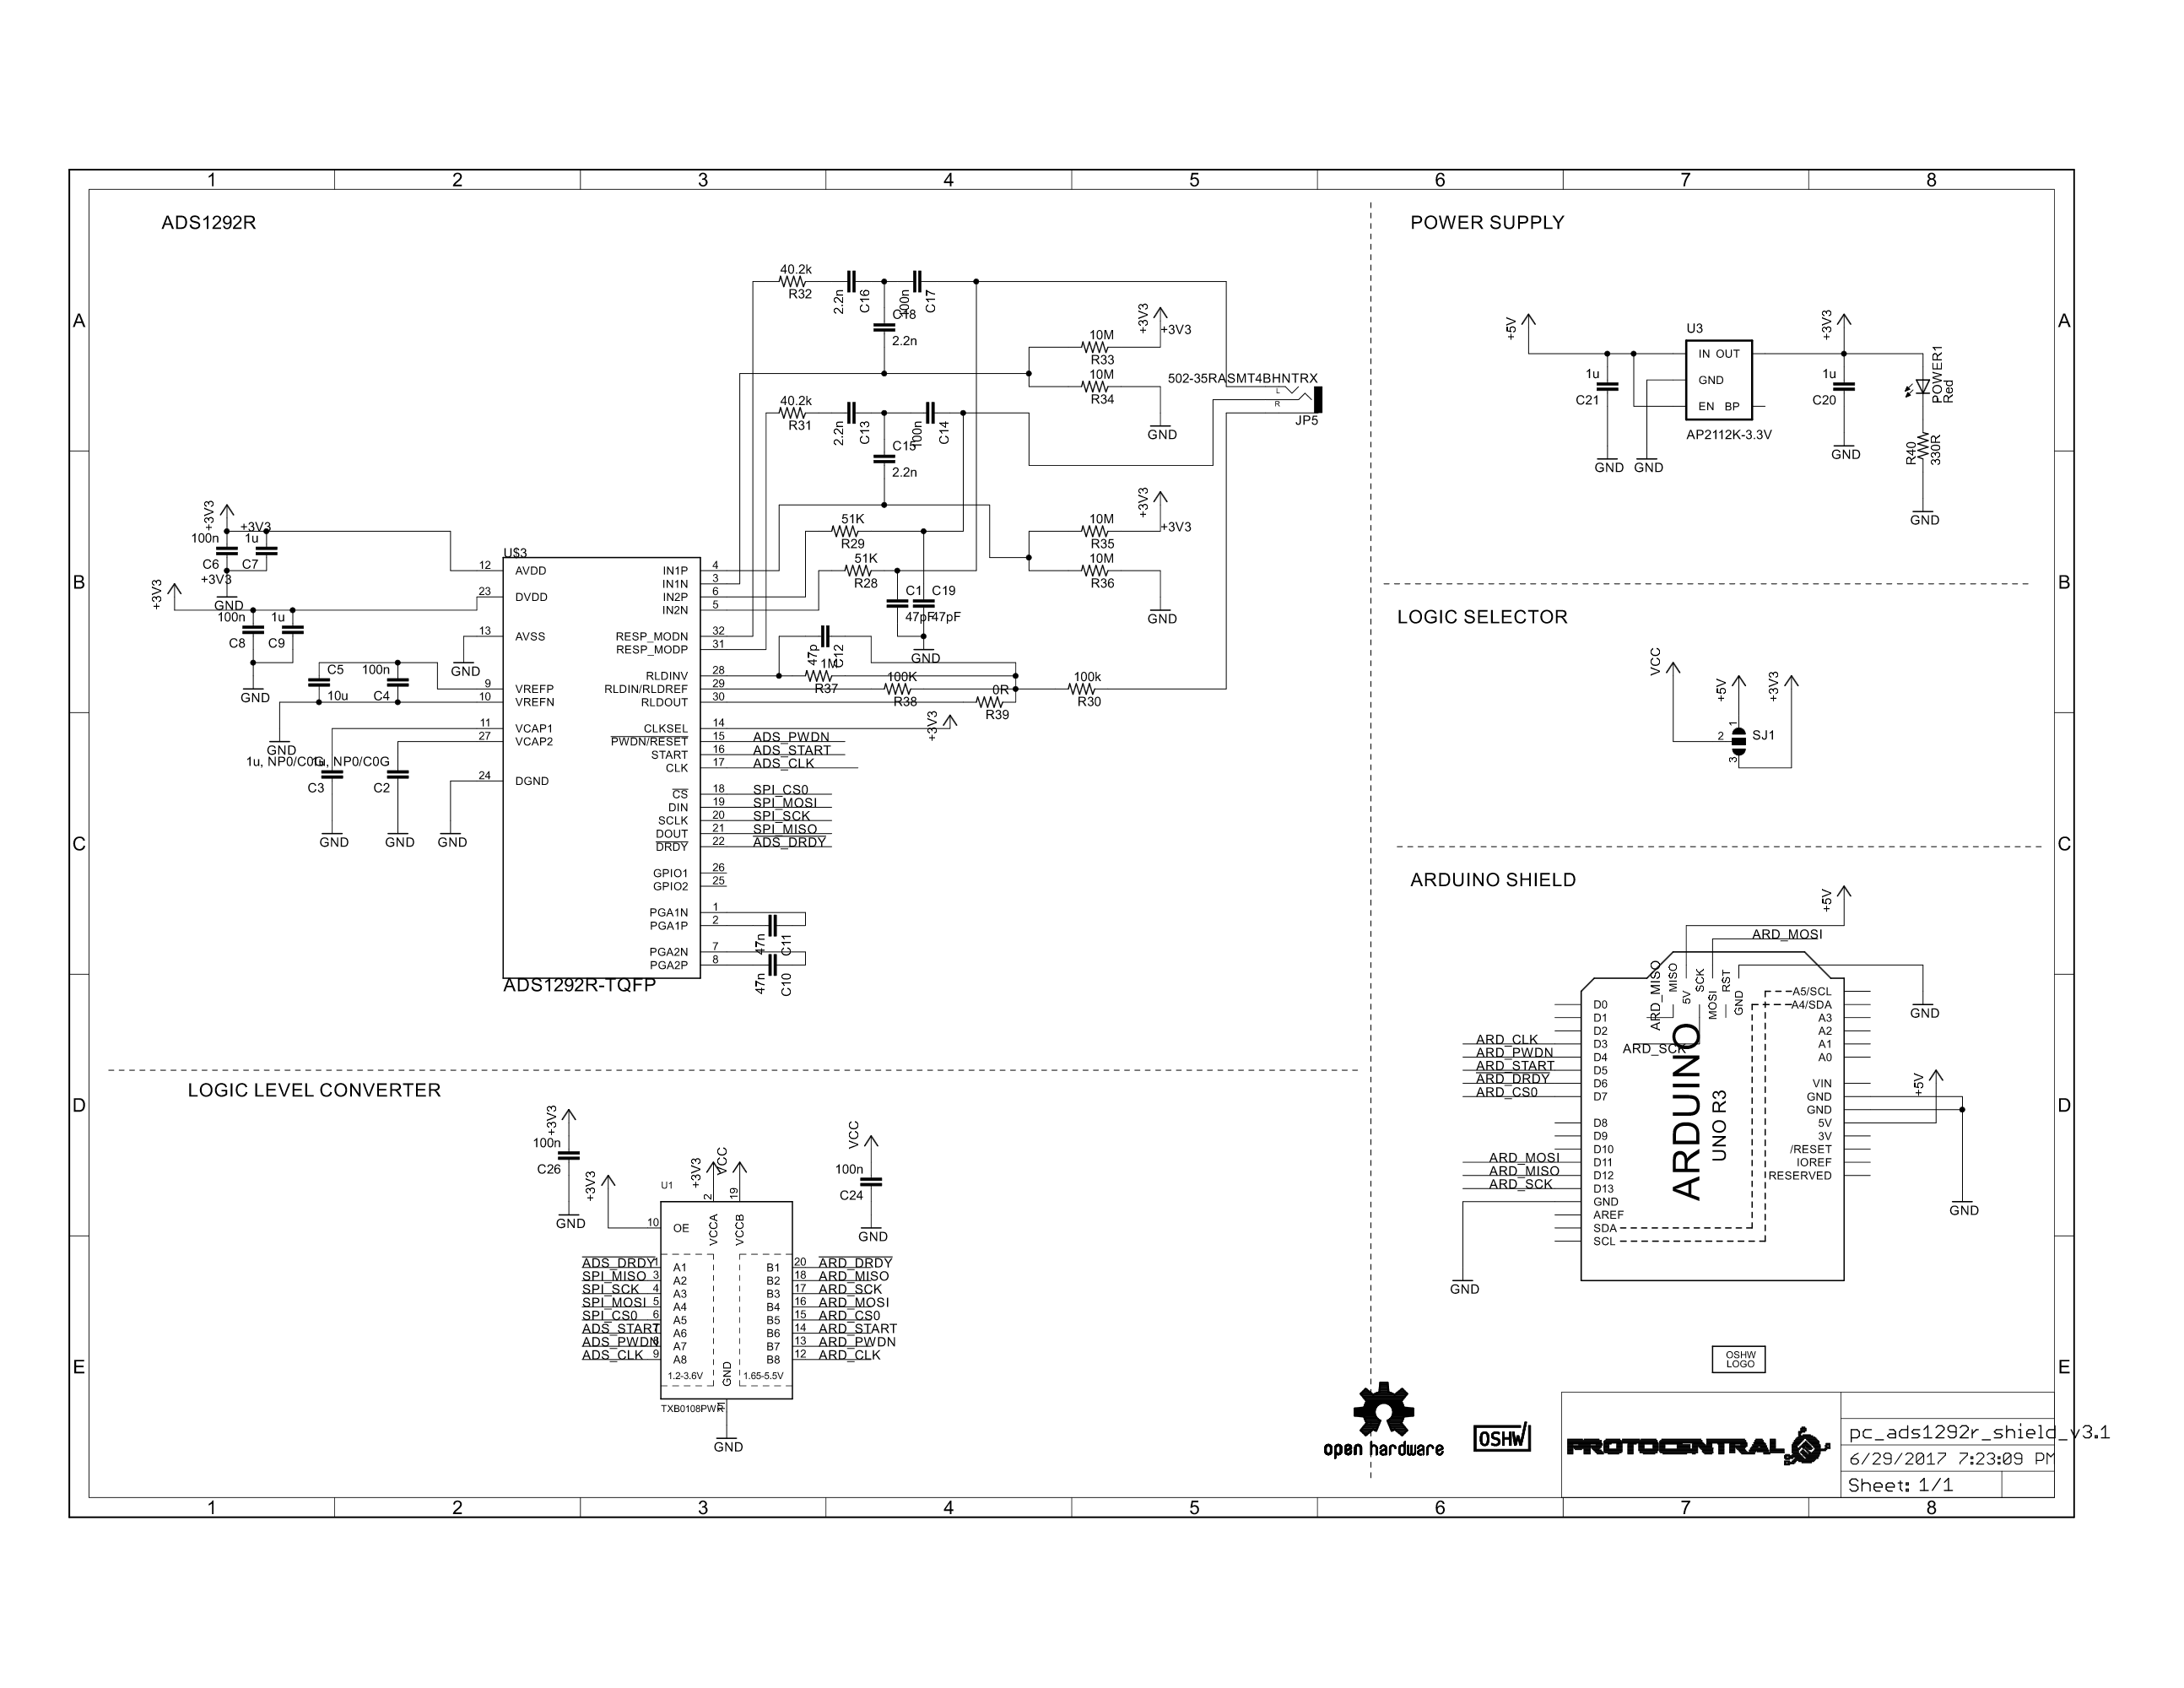 1 2 3 4 5 6 7 8
A
B
C
D
E
A
B
C
D
E
ADS1292R
40.2k
R32
2.2n
C16
100n
C17
C18
2.2n
10M
R33
+3V3
+3V3
10M
R34
GND
502-35RASMT4BHNTRX
L
R
JP5
40.2k
R31
2.2n
C13
100n
C14
C15
2.2n
51K
R29
51K
R28
C1
C19
47pF
47pF
GND
10M
R35
+3V3
+3V3
10M
R36
GND
47p
C12
1M
R37
100K
R38
0R
R39
100k
R30
+3V3
+3V3
+3V3
100n
1u
C6
C7
+3V3
GND
+3V3
100n
1u
C8
C9
GND
C5
100n
10u
C4
GND
GND
1u, NP0/C0G
1u, NP0/C0G
C3
C2
GND
GND
GND
U$3
12 AVDD
23 DVDD
13 AVSS
9 VREFP
10 VREFN
11 VCAP1
27 VCAP2
24 DGND
IN1P 4
IN1N 3
IN2P 6
IN2N 5
RESP_MODN 32
RESP_MODP 31
RLDINV 28
RLDIN/RLDREF 29
RLDOUT 30
CLKSEL 14
PWDN/RESET 15 ADS_PWDN
START 16 ADS_START
CLK 17 ADS_CLK
CS 18 SPI_CS0
DIN 19 SPI_MOSI
SCLK 20 SPI_SCK
DOUT 21 SPI_MISO
DRDY 22 ADS_DRDY
GPIO1 26
GPIO2 25
PGA1N 1
PGA1P 2
47n
C11
PGA2N 7
PGA2P 8
47n
C10
ADS1292R-TQFP
LOGIC LEVEL CONVERTER
+3V3
100n
C26
GND
+3V3
+3V3
VCC
VCC
100n
C24
GND
U1
2
19
10 OE
VCCA
VCCB
ADS_DRDY 1 A1 B1 20 ARD_DRDY
SPI_MISO 3 A2 B2 18 ARD_MISO
SPI_SCK 4 A3 B3 17 ARD_SCK
SPI_MOSI 5 A4 B4 16 ARD_MOSI
SPI_CS0 6 A5 B5 15 ARD_CS0
ADS_START 7 A6 B6 14 ARD_START
ADS_PWDN 8 A7 B7 13 ARD_PWDN
ADS_CLK 9 A8 B8 12 ARD_CLK
1.2-3.6V
GND
1.65-5.5V
TXB0108PWR
11
GND
POWER SUPPLY
+5V
1u
C21
GND
GND
U3
IN OUT
GND
EN BP
AP2112K-3.3V
+3V3
1u
C20
GND
POWER1
Red
R40
330R
GND
LOGIC SELECTOR
VCC
+5V
+3V3
1
2
3
SJ1
ARDUINO SHIELD
+5V
ARD_MOSI
ARD_MISO
MISO
5V
SCK
MOSI
RST
GND
ARD_SCK
GND
ARDUINO
UNO R3
D0
D1
D2
ARD_CLK D3
ARD_PWDN D4
ARD_START D5
ARD_DRDY D6
ARD_CS0 D7
D8
D9
D10
ARD_MOSI D11
ARD_MISO D12
ARD_SCK D13
GND
AREF
SDA
SCL
GND
A5/SCL
A4/SDA
A3
A2
A1
A0
VIN
GND
GND
5V
3V
/RESET
IOREF
RESERVED
+5V
GND
OSHW
LOGO
open hardware
OSHW
PROTOCENTRAL
pc_ads1292r_shield_v3.1
6/29/2017 7:23:09 PM
Sheet: 1/1
1 2 3 4 5 6 7 8